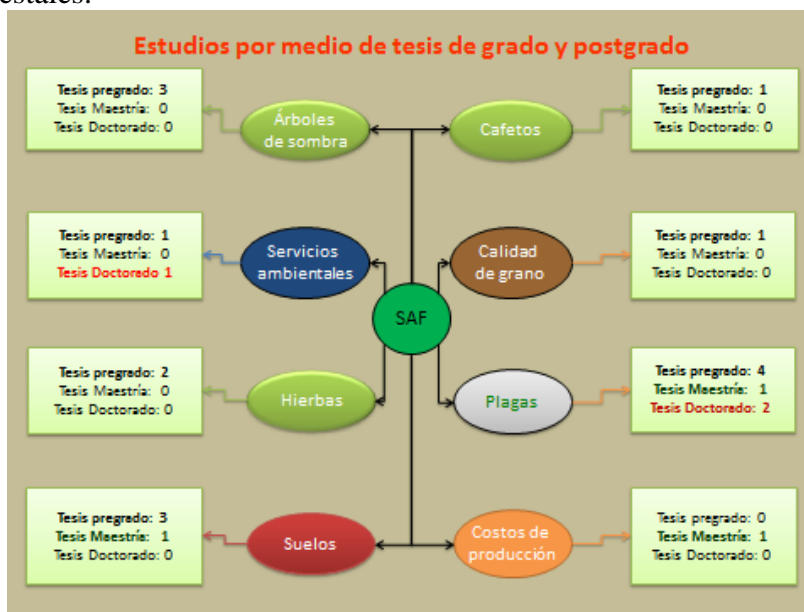 estales.
Estudios por medio de tesis de grado y postgrado
Tesis pregrado: 3
Tesis Maestría: 0
Tesis Doctorado: 0
Árboles
de sombra
Cafetos
Tesis pregrado: 1
Tesis Maestría: 0
Tesis Doctorado: 0
Tesis pregrado: 1
Tesis Maestría: 0
Tesis Doctorado 1
Servicios
ambientales
Calidad
de grano
Tesis pregrado: 1
Tesis Maestría: 0
Tesis Doctorado: 0
SAF
Tesis pregrado: 2
Tesis Maestría: 0
Tesis Doctorado: 0
Hierbas
Plagas
Tesis pregrado: 4
Tesis Maestría: 1
Tesis Doctorado: 2
Tesis pregrado: 3
Tesis Maestría: 1
Tesis Doctorado: 0
Suelos
Costos de
producción
Tesis pregrado: 0
Tesis Maestría: 1
Tesis Doctorado: 0